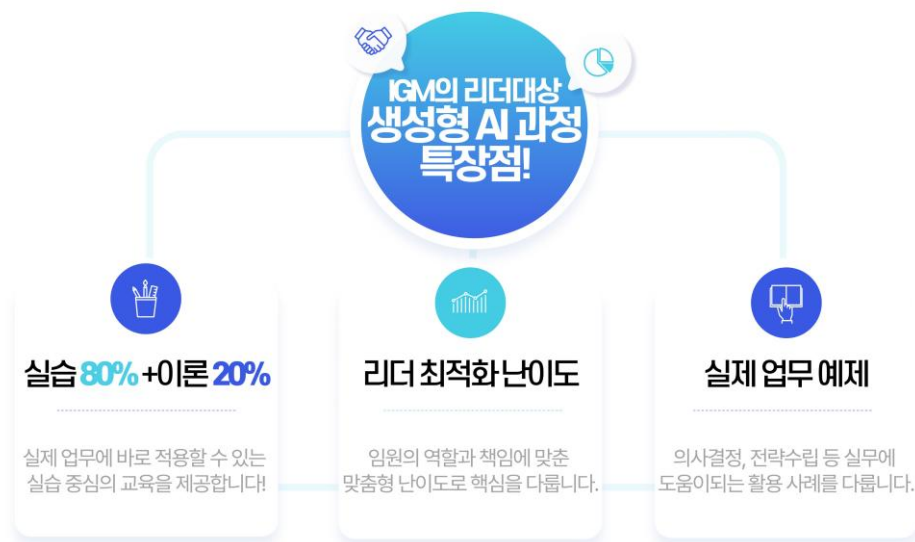 IGM의 리더대상
생성형 AI 과정
특장점!
실습 80% +이론 20%
실제 업무에 바로 적용할 수 있는
실습 중심의 교육을 제공합니다!
리더 최적화 난이도
임원의 역할과 책임에 맞춘
맞춤형 난이도로 핵심을 다룹니다.
실제 업무 예제
의사결정, 전략수립 등 실무에
도움이되는 활용 사례를 다룹니다.